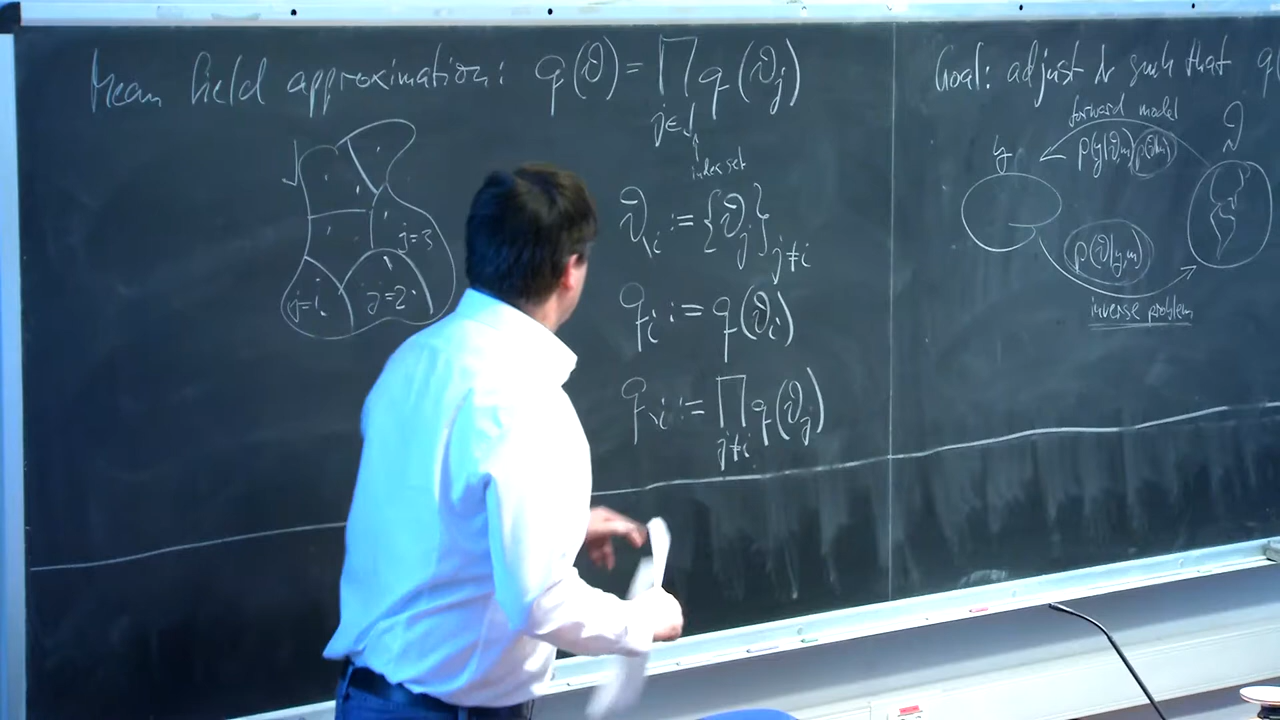 Mean field approximation: q(ϑ) = ∏ q(ϑ_j)
j∈J
index set
ϑ
j=3
j=1
j=2
ϑ_\i := {ϑ_j}_j≠i
q_i := q(ϑ_i)
q_\i := ∏ q(ϑ_j)
j≠i
Goal: adjust such that q(
forward model
y
ϑ
p(y|ϑ,m) p(ϑ|m)
p(ϑ|y,m)
inverse problem